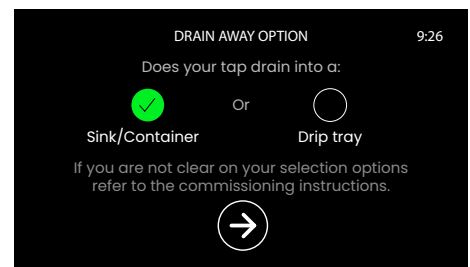 DRAIN AWAY OPTION 9:26
Does your tap drain into a:
Or
Sink/Container Drip tray
If you are not clear on your selection options
refer to the commissioning instructions.